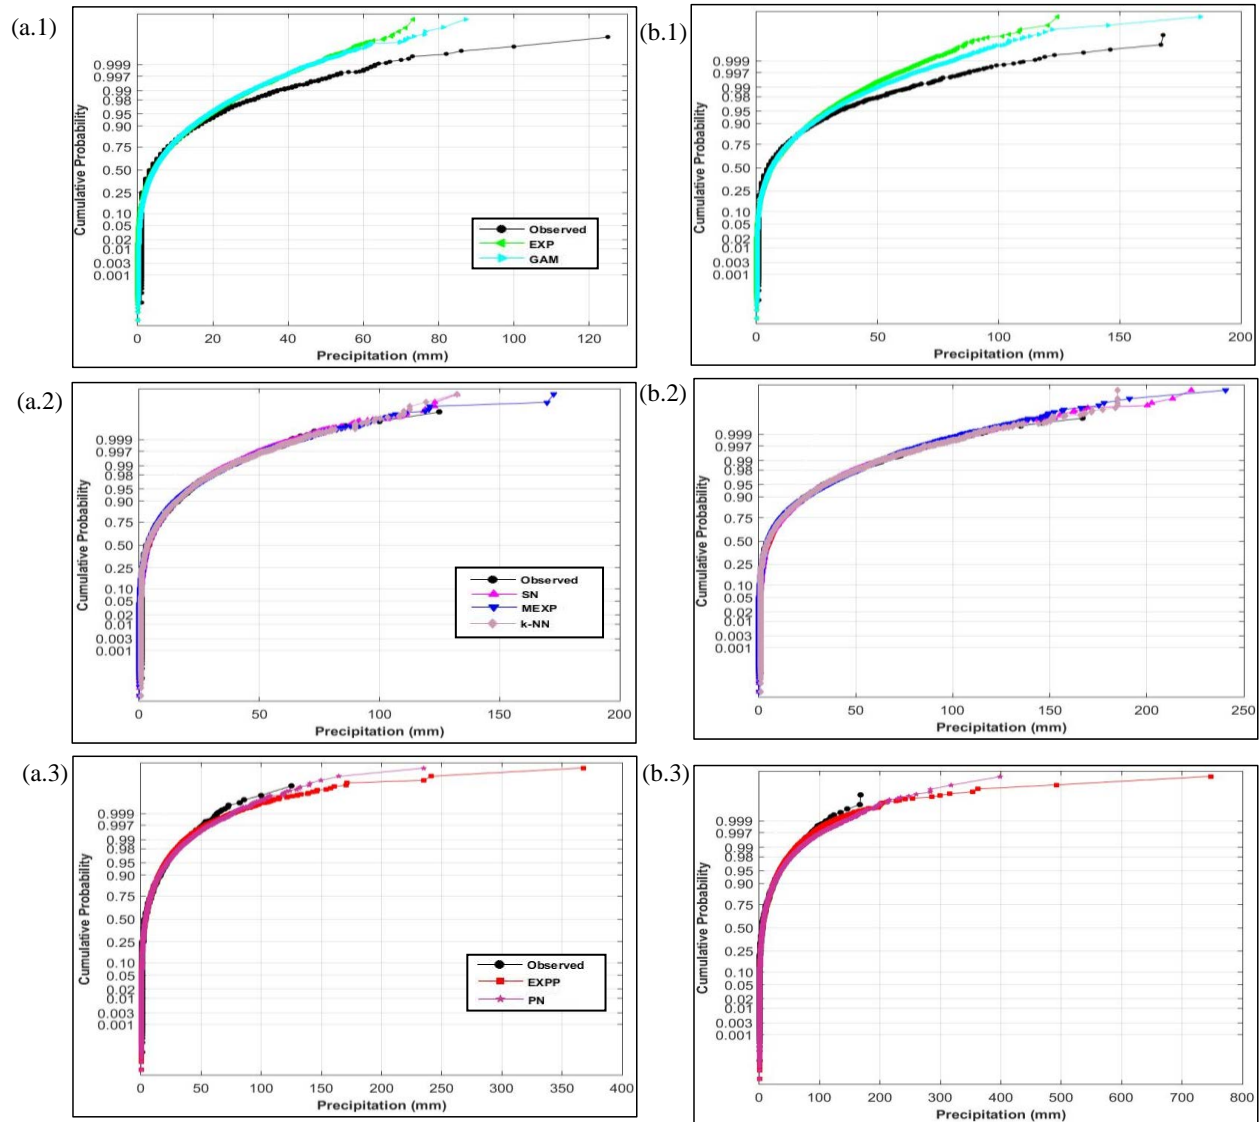 (a.1)
Cumulative Probability
0.999
0.997
0.99
0.98
0.95
0.90
0.75
0.50
0.25
0.10
0.05
0.02
0.01
0.003
0.001
Observed
EXP
GAM
0 20 40 60 80 100 120
Precipitation (mm)
(b.1)
Cumulative Probability
0.999
0.997
0.99
0.98
0.95
0.90
0.75
0.50
0.25
0.10
0.05
0.02
0.01
0.003
0.001
0 50 100 150 200
Precipitation (mm)
(a.2)
Cumulative Probability
0.999
0.997
0.99
0.98
0.95
0.90
0.75
0.50
0.25
0.10
0.05
0.02
0.01
0.003
0.001
Observed
SN
MEXP
k-NN
0 50 100 150 200
Precipitation (mm)
(b.2)
Cumulative Probability
0.999
0.997
0.99
0.98
0.95
0.90
0.75
0.50
0.25
0.10
0.05
0.02
0.01
0.003
0.001
0 50 100 150 200 250
Precipitation (mm)
(a.3)
Cumulative Probability
0.999
0.997
0.99
0.98
0.95
0.90
0.75
0.50
0.25
0.10
0.05
0.02
0.01
0.003
0.001
Observed
EXPP
PN
0 50 100 150 200 250 300 350 400
Precipitation (mm)
(b.3)
Cumulative Probability
0.999
0.997
0.99
0.98
0.95
0.90
0.75
0.50
0.25
0.10
0.05
0.02
0.01
0.003
0.001
0 100 200 300 400 500 600 700 800
Precipitation (mm)